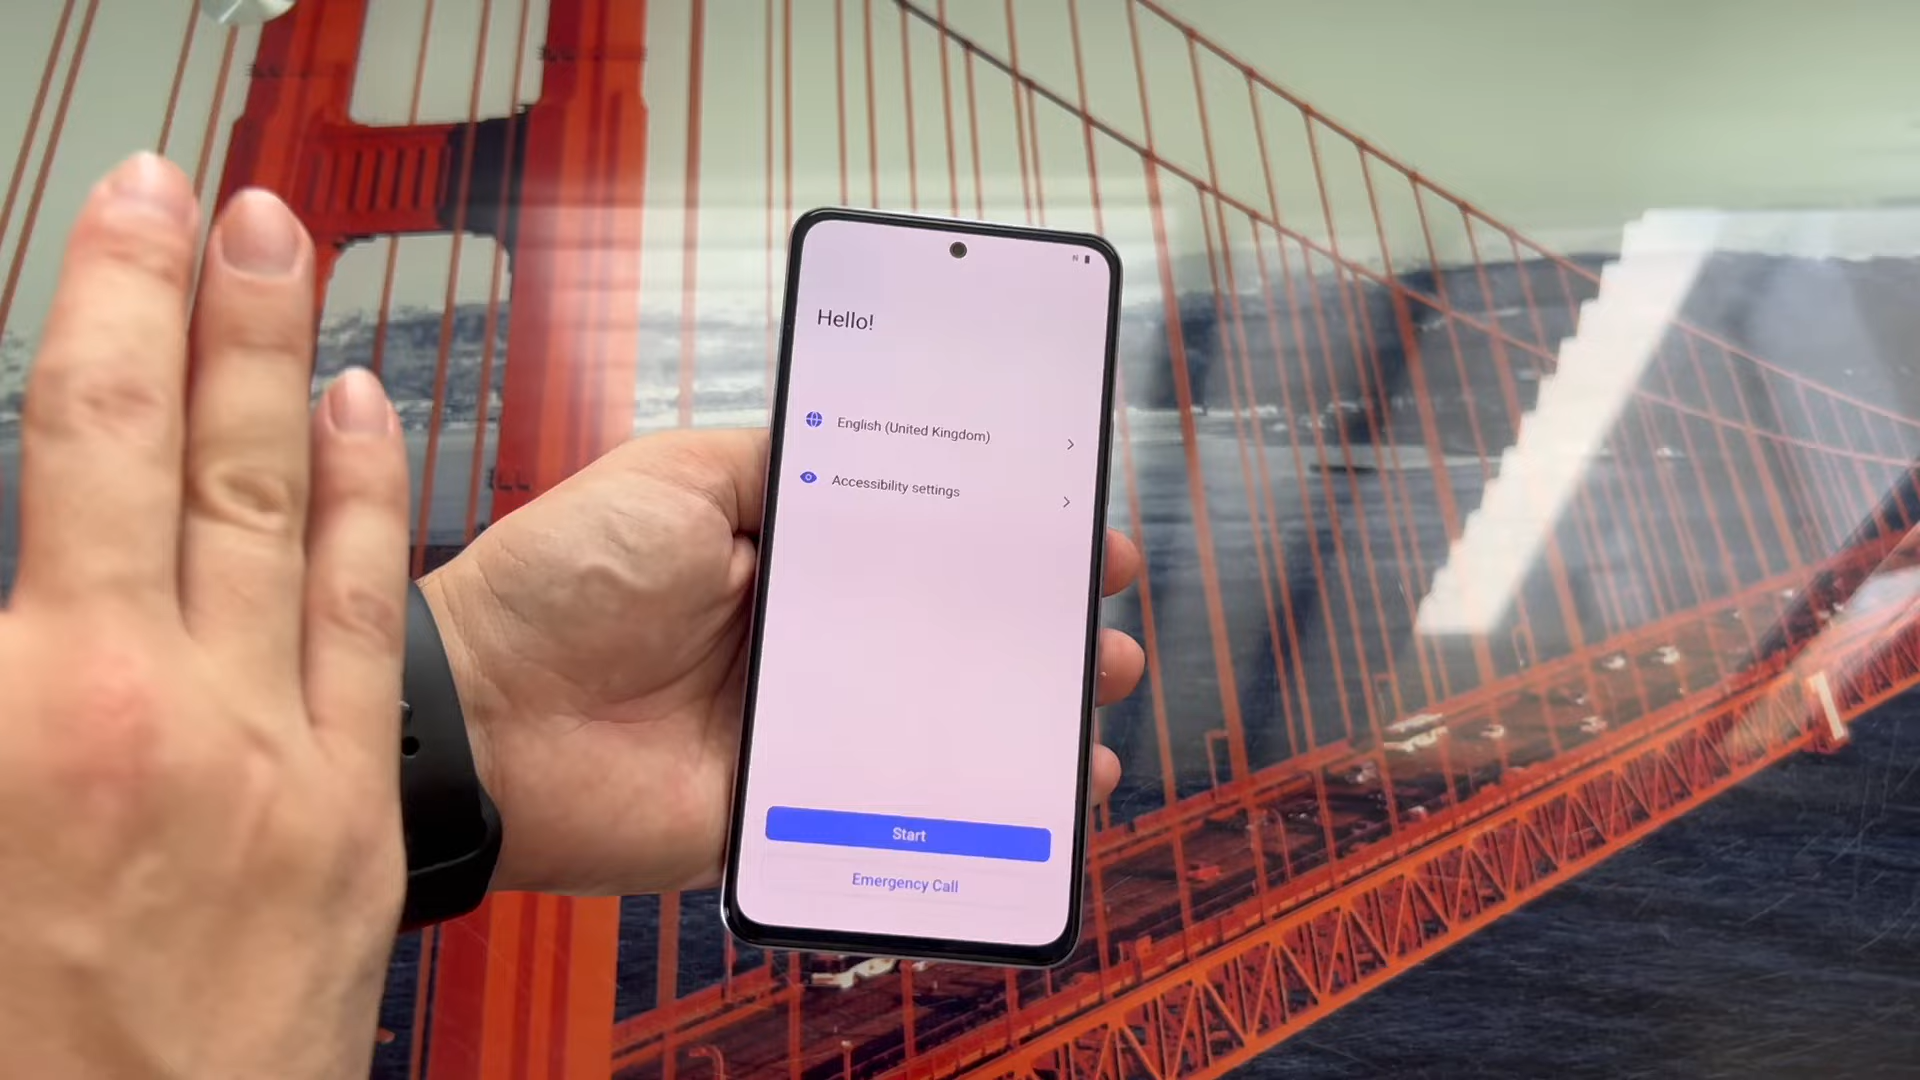 Hello!
English (United Kingdom)
Accessibility settings
Start
Emergency Call